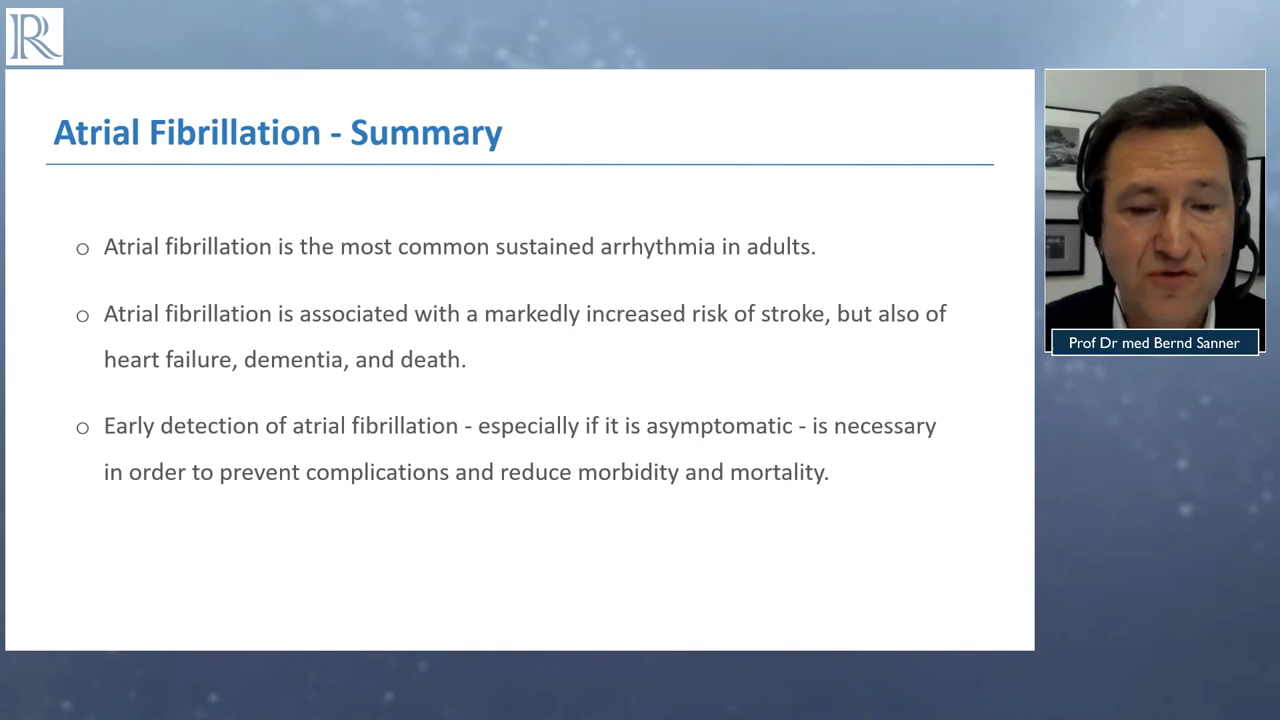 R
Atrial Fibrillation - Summary
o Atrial fibrillation is the most common sustained arrhythmia in adults.
o Atrial fibrillation is associated with a markedly increased risk of stroke, but also of
heart failure, dementia, and death.
o Early detection of atrial fibrillation - especially if it is asymptomatic - is necessary
in order to prevent complications and reduce morbidity and mortality.
Prof Dr med Bernd Sanner